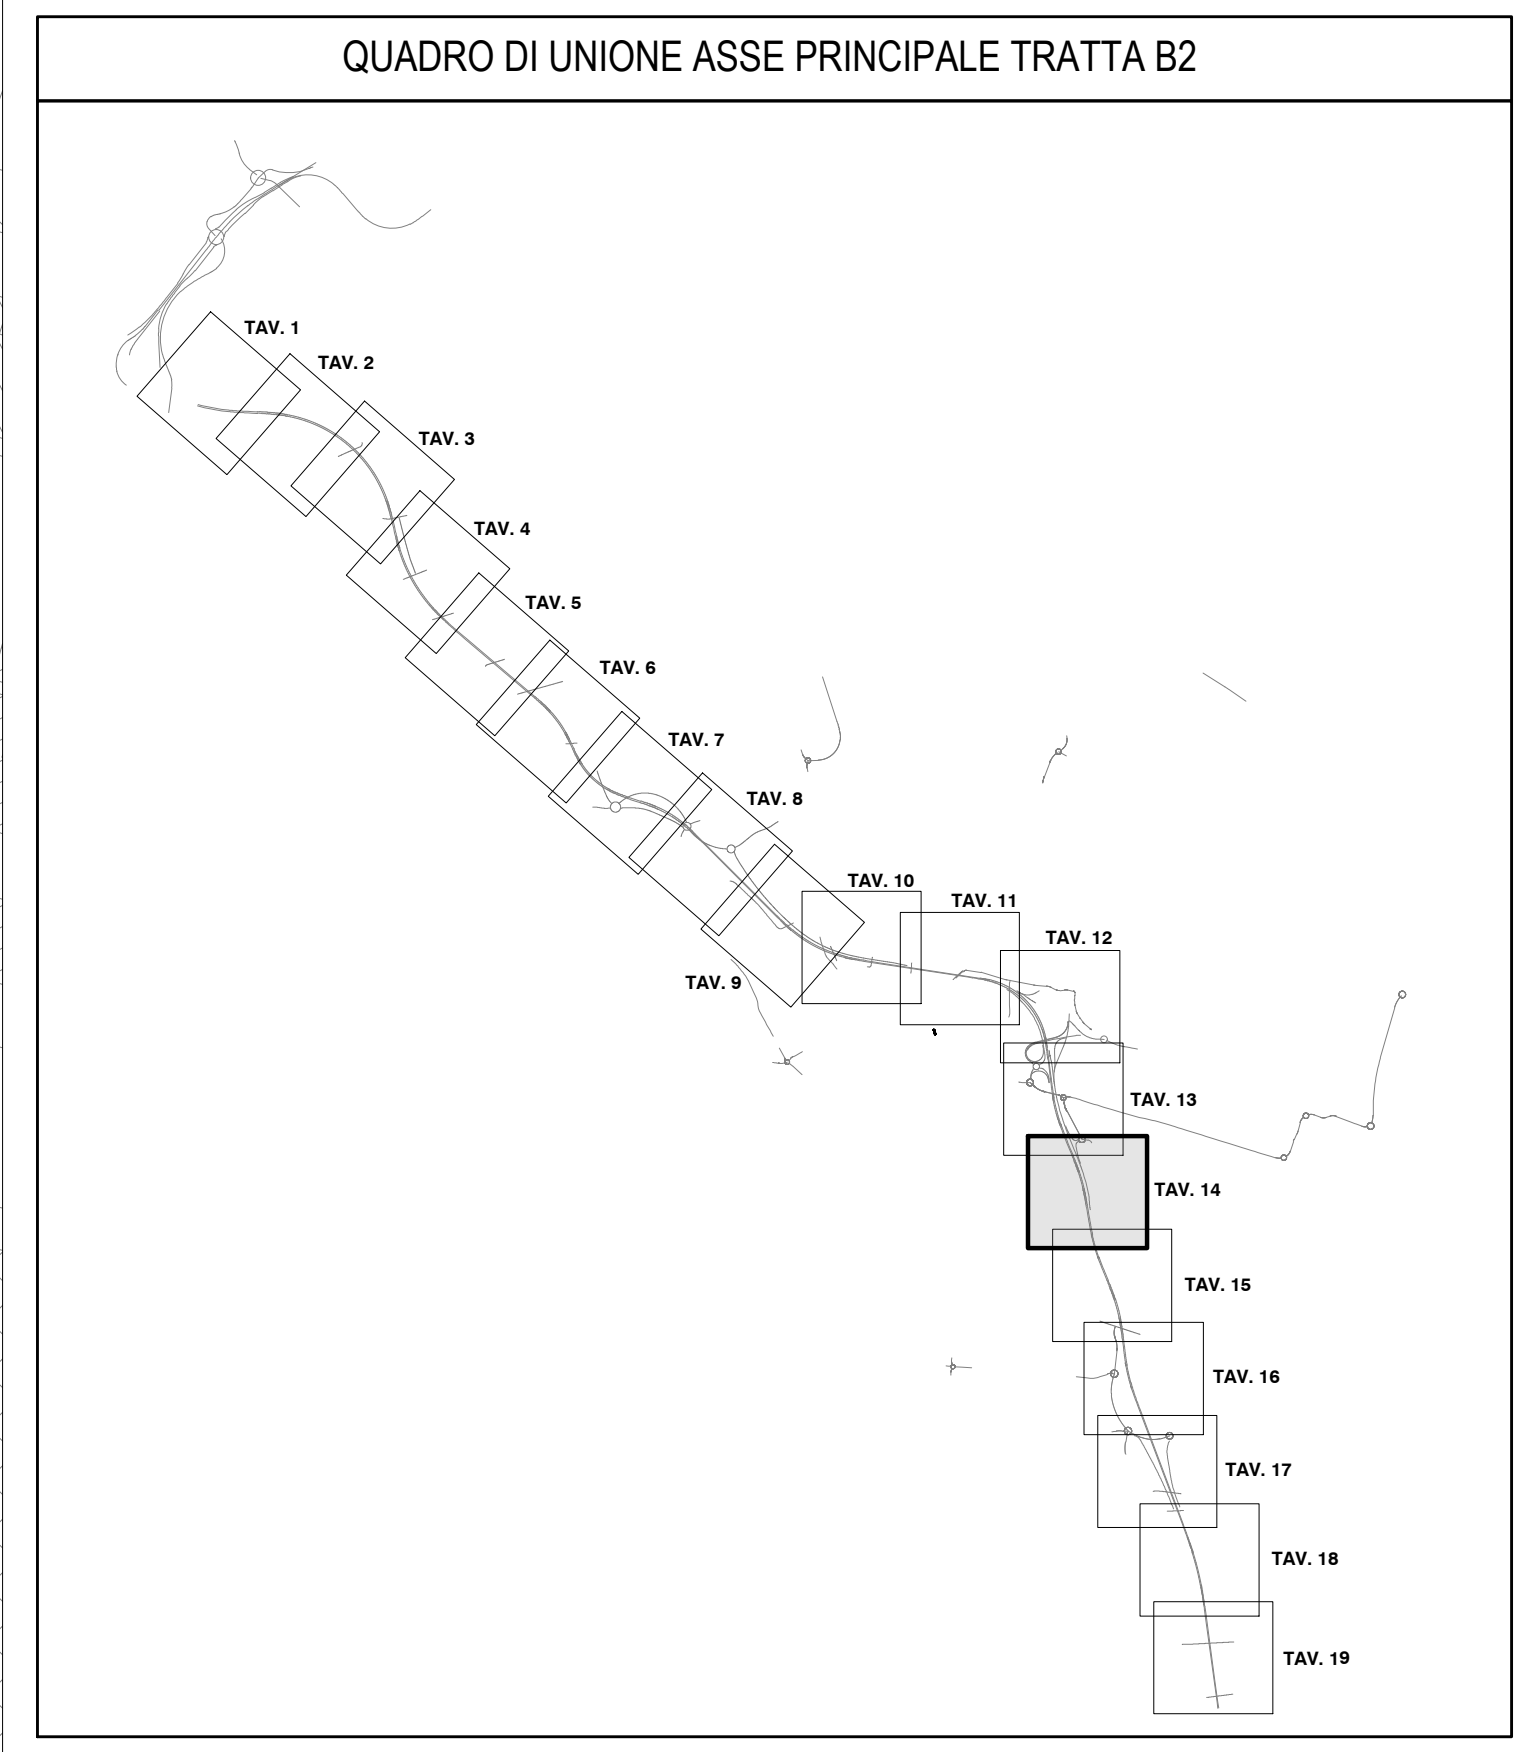 QUADRO DI UNIONE ASSE PRINCIPALE TRATTA B2
TAV. 1
TAV. 2
TAV. 3
TAV. 4
TAV. 5
TAV. 6
TAV. 7
TAV. 8
TAV. 9
TAV. 10
TAV. 11
TAV. 12
TAV. 13
TAV. 14
TAV. 15
TAV. 16
TAV. 17
TAV. 18
TAV. 19